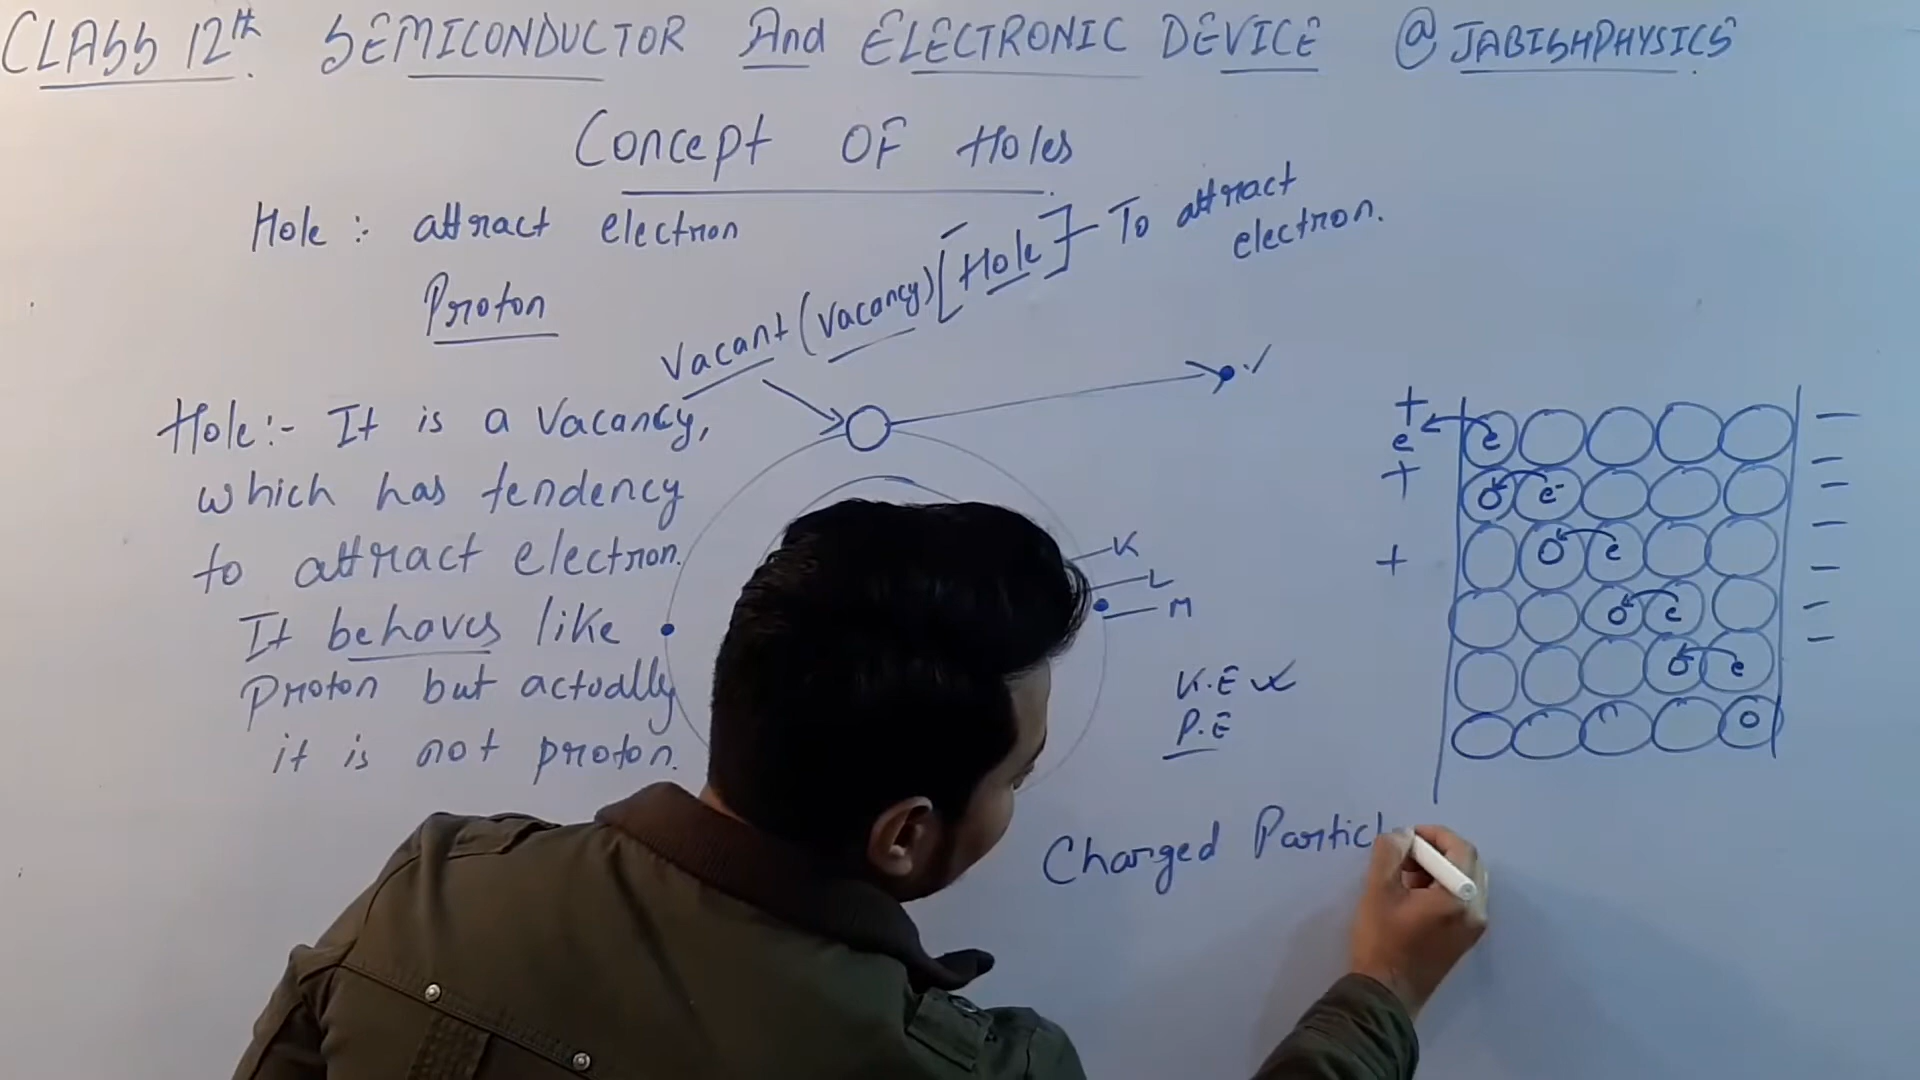 CLASS 12th SEMICONDUCTOR And ELECTRONIC DEVICE @JABISHPHYSICS
Concept OF Holes
Hole : attract electron
Proton
Vacant (Vacancy) [Hole] - To attract
electron.
Hole:- It is a Vacancy,
which has tendency
to attract electron.
It behaves like
Proton but actually
it is not proton.
K
L
M
K.E
P.E
+
e
+
+
e
o e-
o e
o e
o e
o
Charged Particl